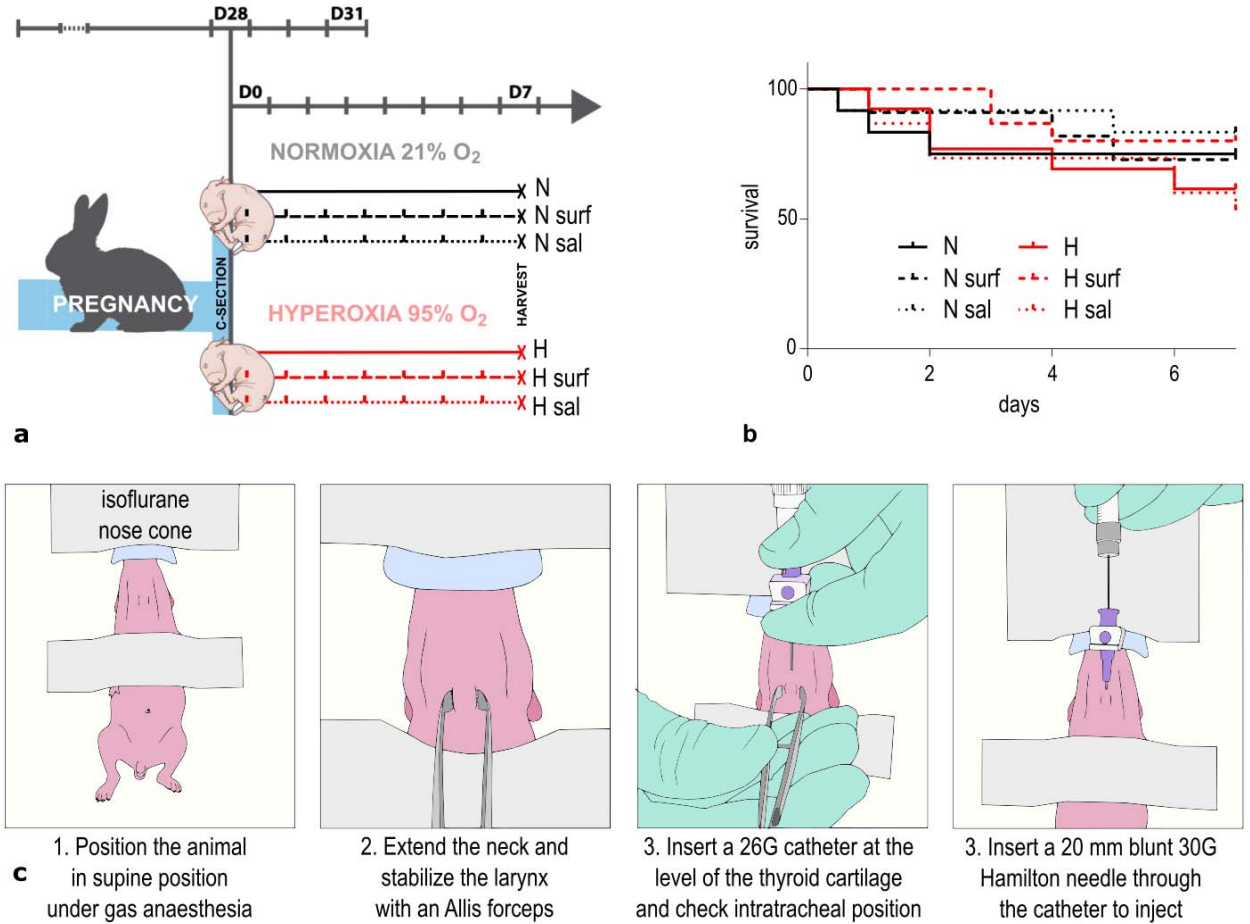 D28
D31
D0
D7
NORMOXIA 21% O₂
N
N surf
N sal
PREGNANCY
C-SECTION
HARVEST
HYPEROXIA 95% O₂
H
H surf
H sal
a
100
50
0
survival
N
H
N surf
H surf
N sal
H sal
0
2
4
6
days
b
isoflurane
nose cone
1. Position the animal
in supine position
under gas anaesthesia
2. Extend the neck and
stabilize the larynx
with an Allis forceps
3. Insert a 26G catheter at the
level of the thyroid cartilage
and check intratracheal position
3. Insert a 20 mm blunt 30G
Hamilton needle through
the catheter to inject
c